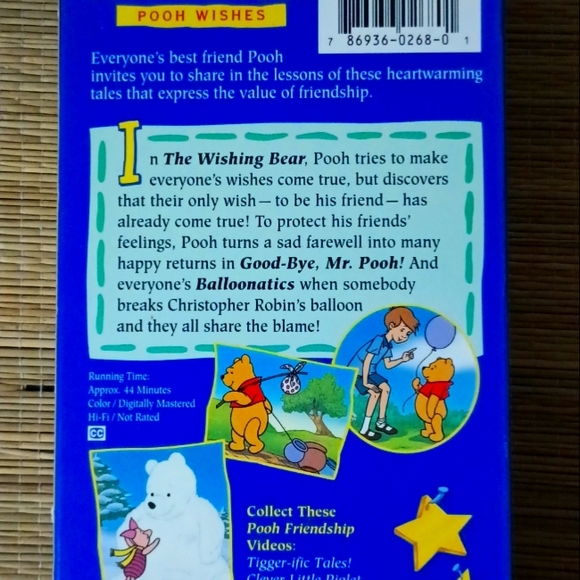 POOH WISHES
7 86936-0268-0 1
Everyone's best friend Pooh
invites you to share in the lessons of these heartwarming
tales that express the value of friendship.
In The Wishing Bear, Pooh tries to make
everyone's wishes come true, but discovers
that their only wish — to be his friend — has
already come true! To protect his friends'
feelings, Pooh turns a sad farewell into many
happy returns in Good-Bye, Mr. Pooh! And
everyone's Balloonatics when somebody
breaks Christopher Robin's balloon
and they all share the blame!
Running Time:
Approx. 44 Minutes
Color / Digitally Mastered
Hi-Fi / Not Rated
CC
Collect These
Pooh Friendship
Videos:
Tigger-ific Tales!
Clever Little Piglet